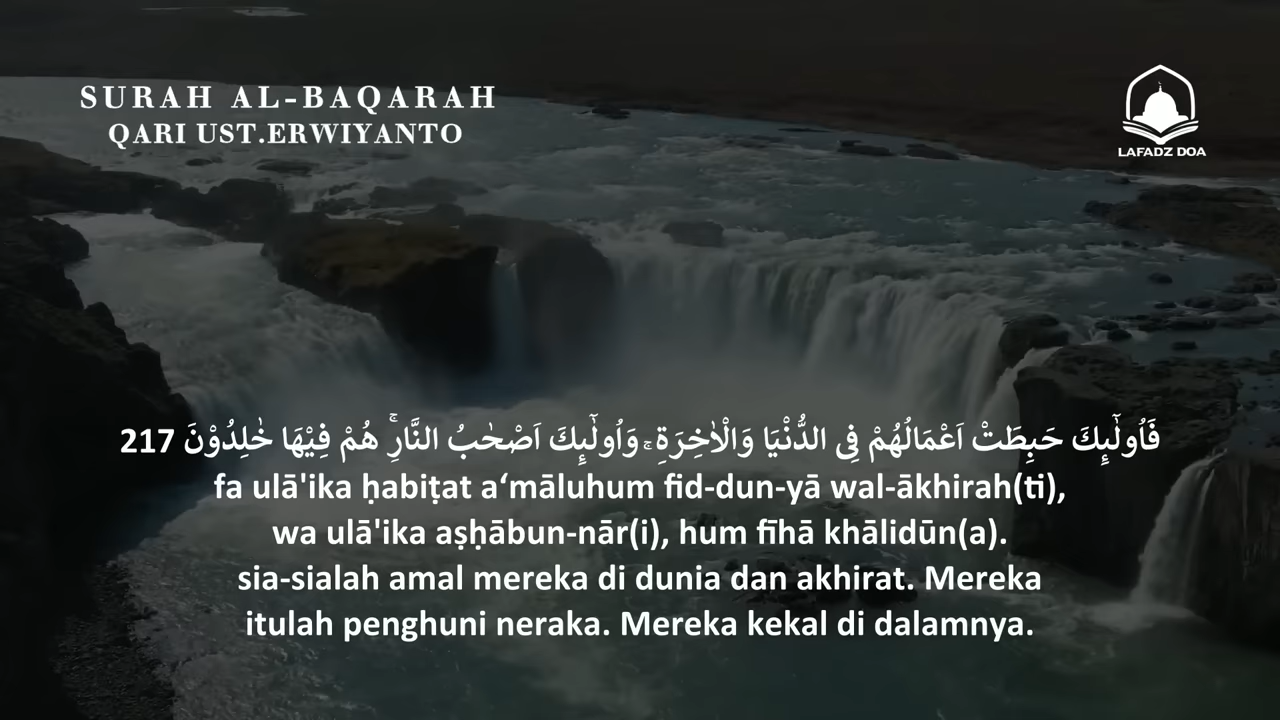 SURAH AL-BAQARAH
QARI UST.ERWIYANTO
LAFADZ DOA
فَاُولٰۤىِٕكَ حَبِطَتْ اَعْمَالُهُمْ فِى الدُّنْيَا وَالْاٰخِرَةِ ۚ وَاُولٰۤىِٕكَ اَصْحٰبُ النَّارِۚ هُمْ فِيْهَا خٰلِدُوْنَ 217
fa ulā'ika ḥabiṭat a‘māluhum fid-dun-yā wal-ākhirah(ti),
wa ulā'ika aṣḥābun-nār(i), hum fīhā khālidūn(a).
sia-sialah amal mereka di dunia dan akhirat. Mereka
itulah penghuni neraka. Mereka kekal di dalamnya.